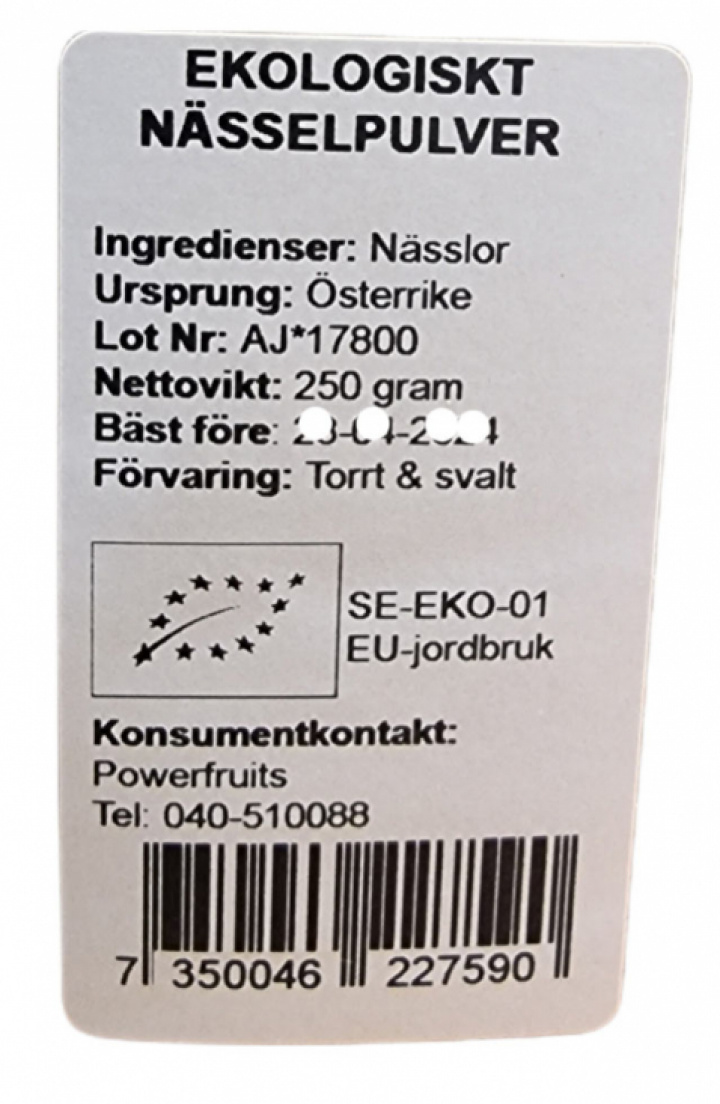 EKOLOGISKT
NÄSSELPULVER
Ingredienser: Nässlor
Ursprung: Österrike
Lot Nr: AJ*17800
Nettovikt: 250 gram
Bäst före:
Förvaring: Torrt & svalt
SE-EKO-01
EU-jordbruk
Konsumentkontakt:
Powerfruits
Tel: 040-510088
7 350046 227590